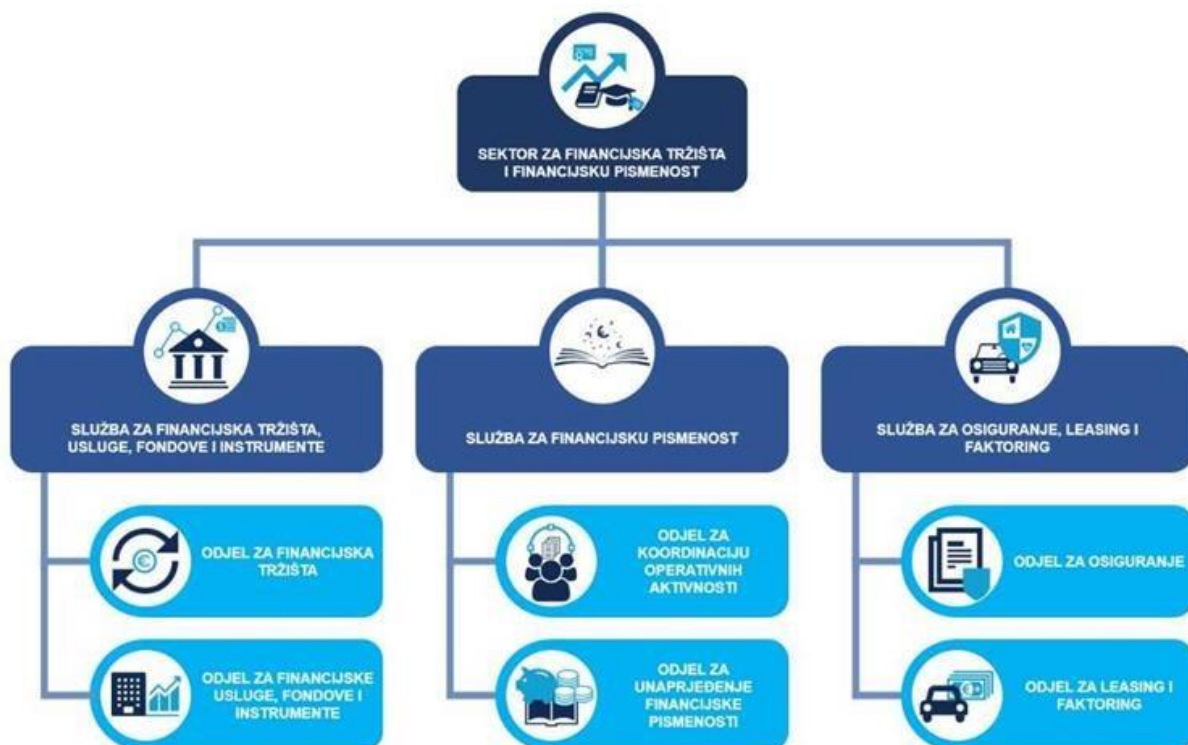 SEKTOR ZA FINANCIJSKA TRŽIŠTA
I FINANCIJSKU PISMENOST
SLUŽBA ZA FINANCIJSKA TRŽIŠTA,
USLUGE, FONDOVE I INSTRUMENTE
SLUŽBA ZA FINANCIJSKU PISMENOST
SLUŽBA ZA OSIGURANJE, LEASING I
FAKTORING
ODJEL ZA FINANCIJSKA
TRŽIŠTA
ODJEL ZA
KOORDINACIJU
OPERATIVNIH
AKTIVNOSTI
ODJEL ZA OSIGURANJE
ODJEL ZA FINANCIJSKE
USLUGE, FONDOVE I
INSTRUMENTE
ODJEL ZA
UNAPRJEĐENJE
FINANCIJSKE
PISMENOSTI
ODJEL ZA LEASING I
FAKTORING